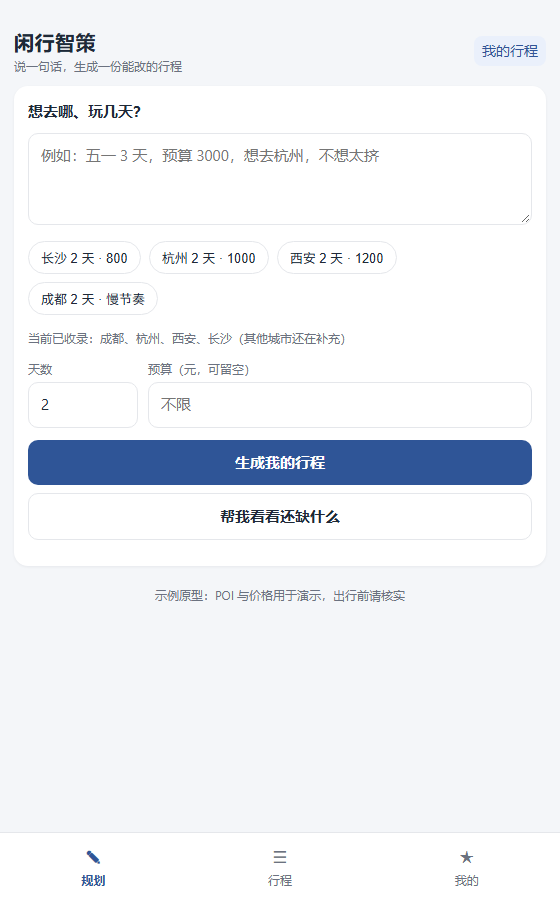 闲行智策
说一句话，生成一份能改的行程
我的行程
想去哪、玩几天？
例如：五一 3 天，预算 3000，想去杭州，不想太挤
长沙 2 天 · 800
杭州 2 天 · 1000
西安 2 天 · 1200
成都 2 天 · 慢节奏
当前已收录：成都、杭州、西安、长沙（其他城市还在补充）
天数
预算（元，可留空）
2
不限
生成我的行程
帮我看看还缺什么
示例原型：POI 与价格用于演示，出行前请核实
规划
行程
我的